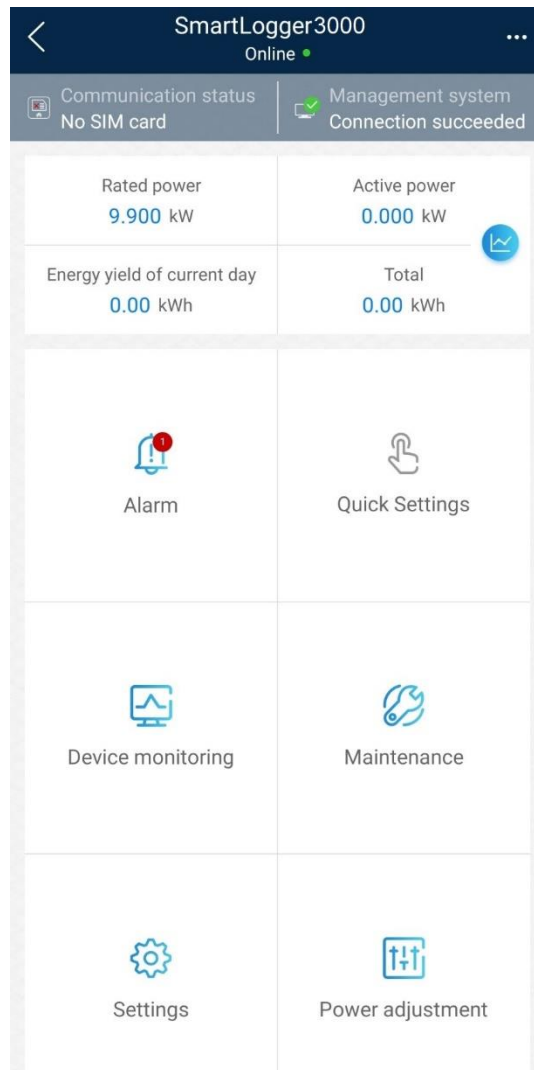 SmartLogger3000
Online
Communication status
No SIM card
Management system
Connection succeeded
Rated power
9.900 kW
Active power
0.000 kW
Energy yield of current day
0.00 kWh
Total
0.00 kWh
1
Alarm
Quick Settings
Device monitoring
Maintenance
Settings
Power adjustment